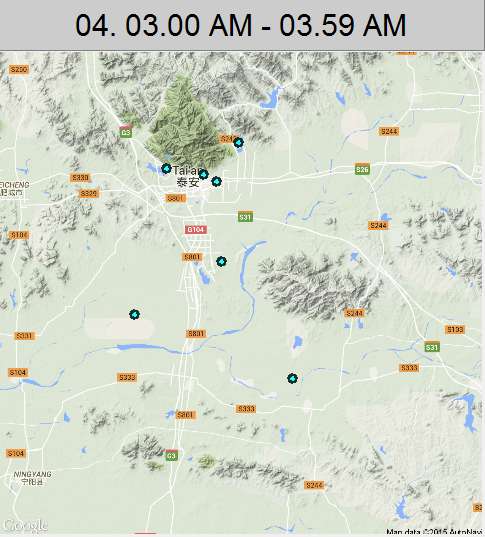 04. 03.00 AM - 03.59 AM
S250
G3
S244
S24
S26
Tai'an
泰安
EICHENG
肥城市
S330
S329
S801
S31
S244
S104
G104
S801
S244
S331
S801
S103
S31
S104
S333
S333
S333
S801
S104
G3
NINGYANG
宁阳县
S244
Google
Map data ©2015 AutoNavi